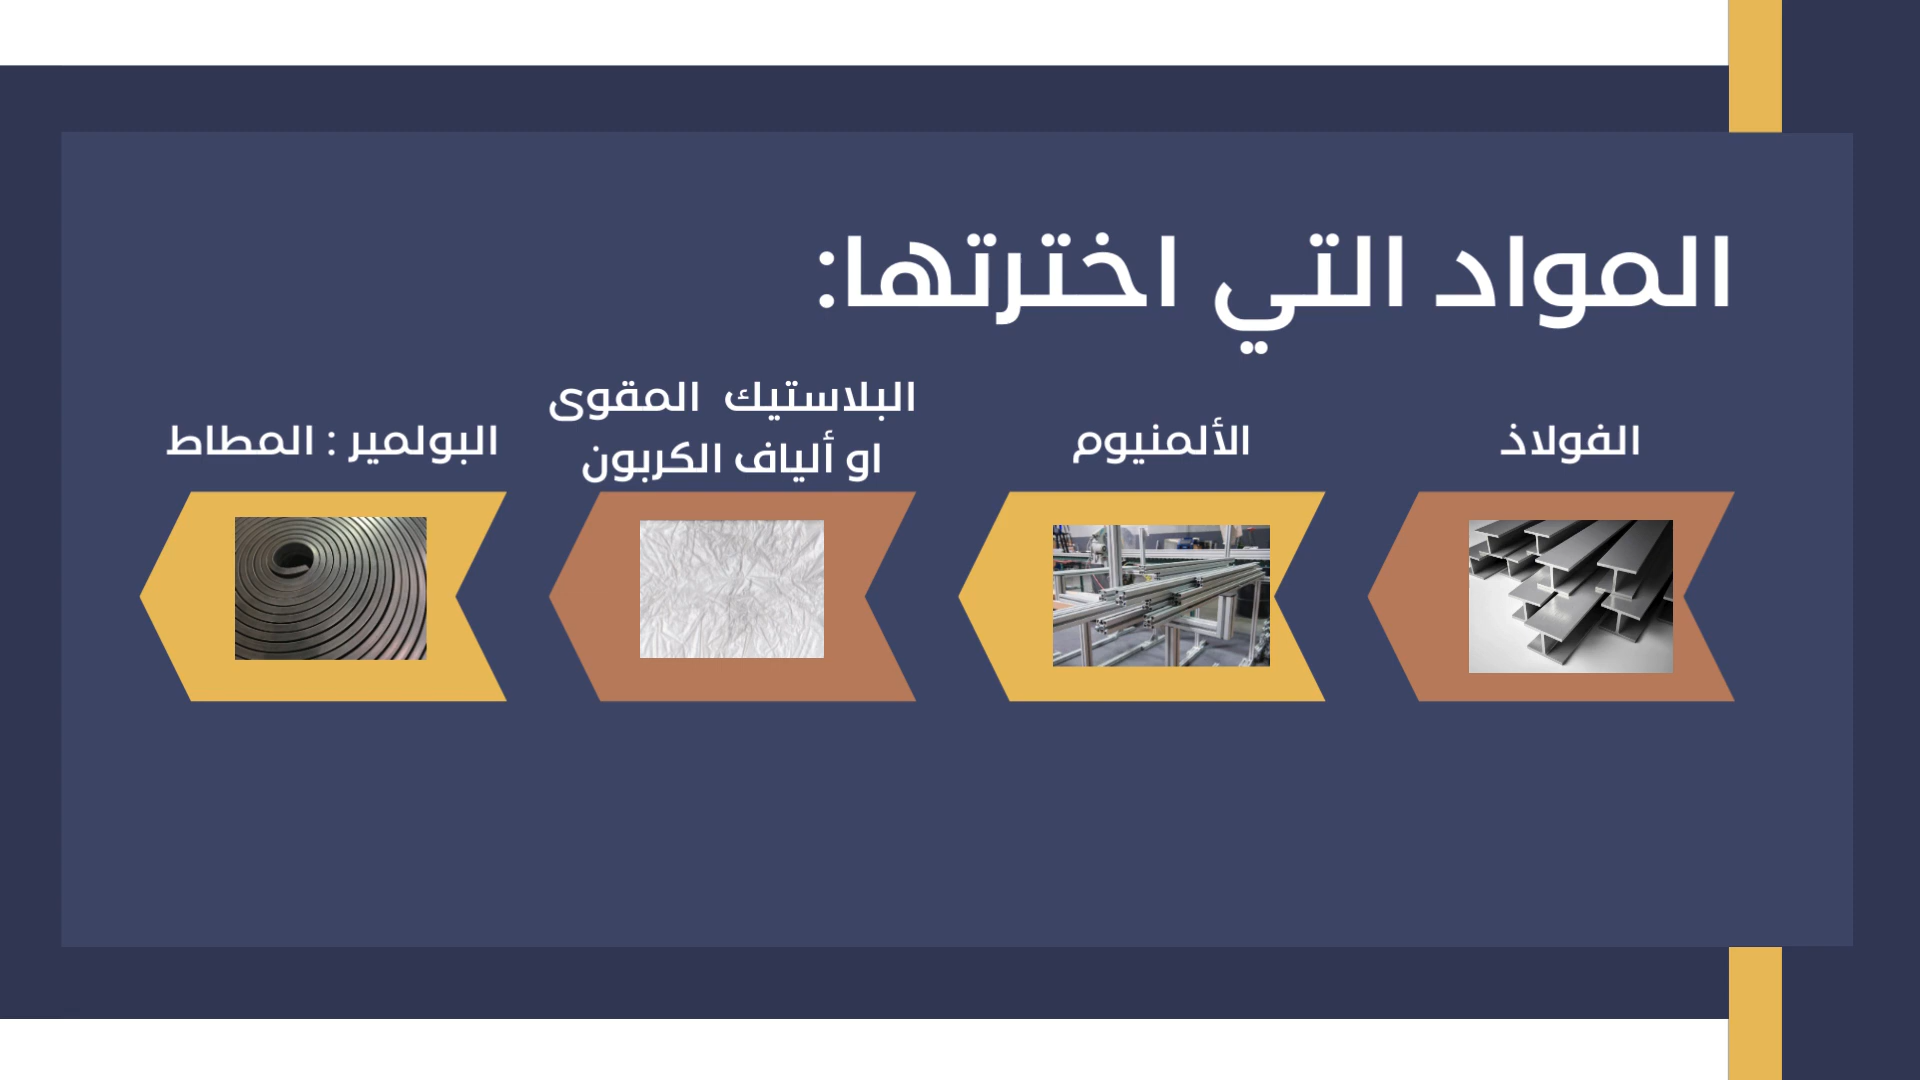 المواد التي اخترتها:
الفولاذ
الألمنيوم
البلاستيك المقوى
او ألياف الكربون
البولمير : المطاط